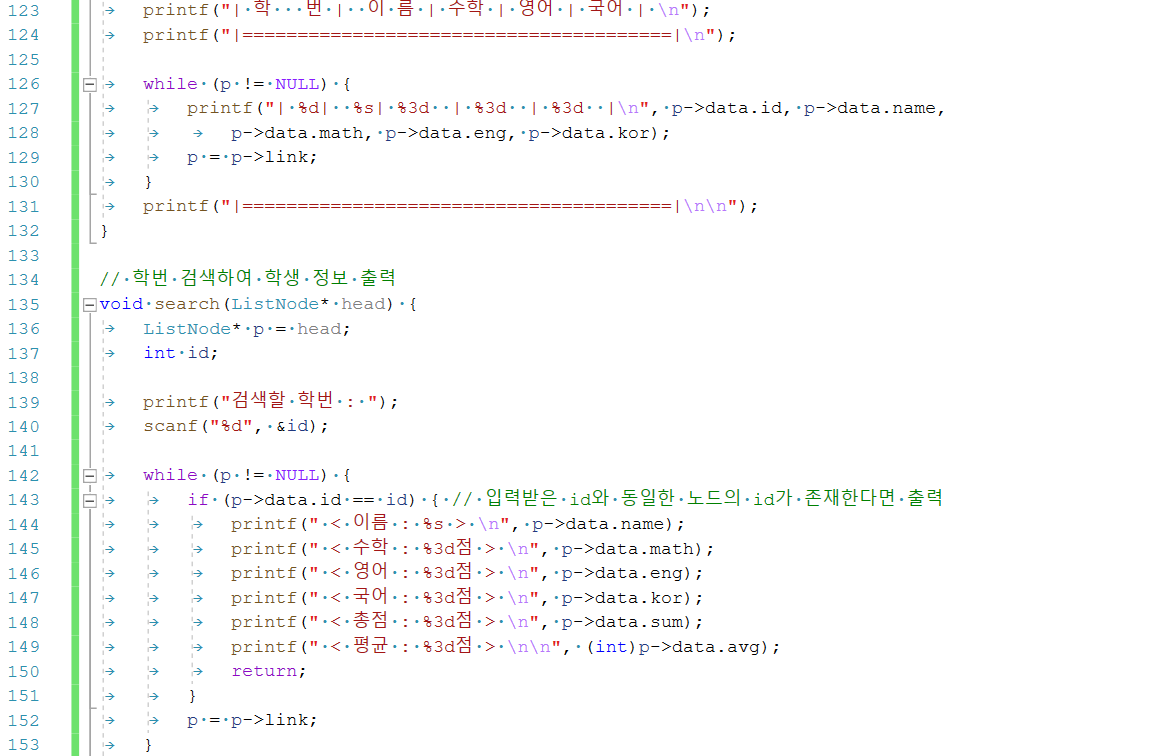 123 printf("| 학   번 |  이 름 | 수학 | 영어 | 국어 | \n");
124 printf("|=======================================|\n");
125
126 while (p != NULL) {
127 printf("| %d|  %s| %3d  | %3d  | %3d  |\n", p->data.id, p->data.name,
128 p->data.math, p->data.eng, p->data.kor);
129 p = p->link;
130 }
131 printf("|=======================================|\n\n");
132 }
133
134 // 학번 검색하여 학생 정보 출력
135 void search(ListNode* head) {
136 ListNode* p = head;
137 int id;
138
139 printf("검색할 학번 : ");
140 scanf("%d", &id);
141
142 while (p != NULL) {
143 if (p->data.id == id) { // 입력받은 id와 동일한 노드의 id가 존재한다면 출력
144 printf(" < 이름 : %s > \n", p->data.name);
145 printf(" < 수학 : %3d점 > \n", p->data.math);
146 printf(" < 영어 : %3d점 > \n", p->data.eng);
147 printf(" < 국어 : %3d점 > \n", p->data.kor);
148 printf(" < 총점 : %3d점 > \n", p->data.sum);
149 printf(" < 평균 : %3d점 > \n\n", (int)p->data.avg);
150 return;
151 }
152 p = p->link;
153 }